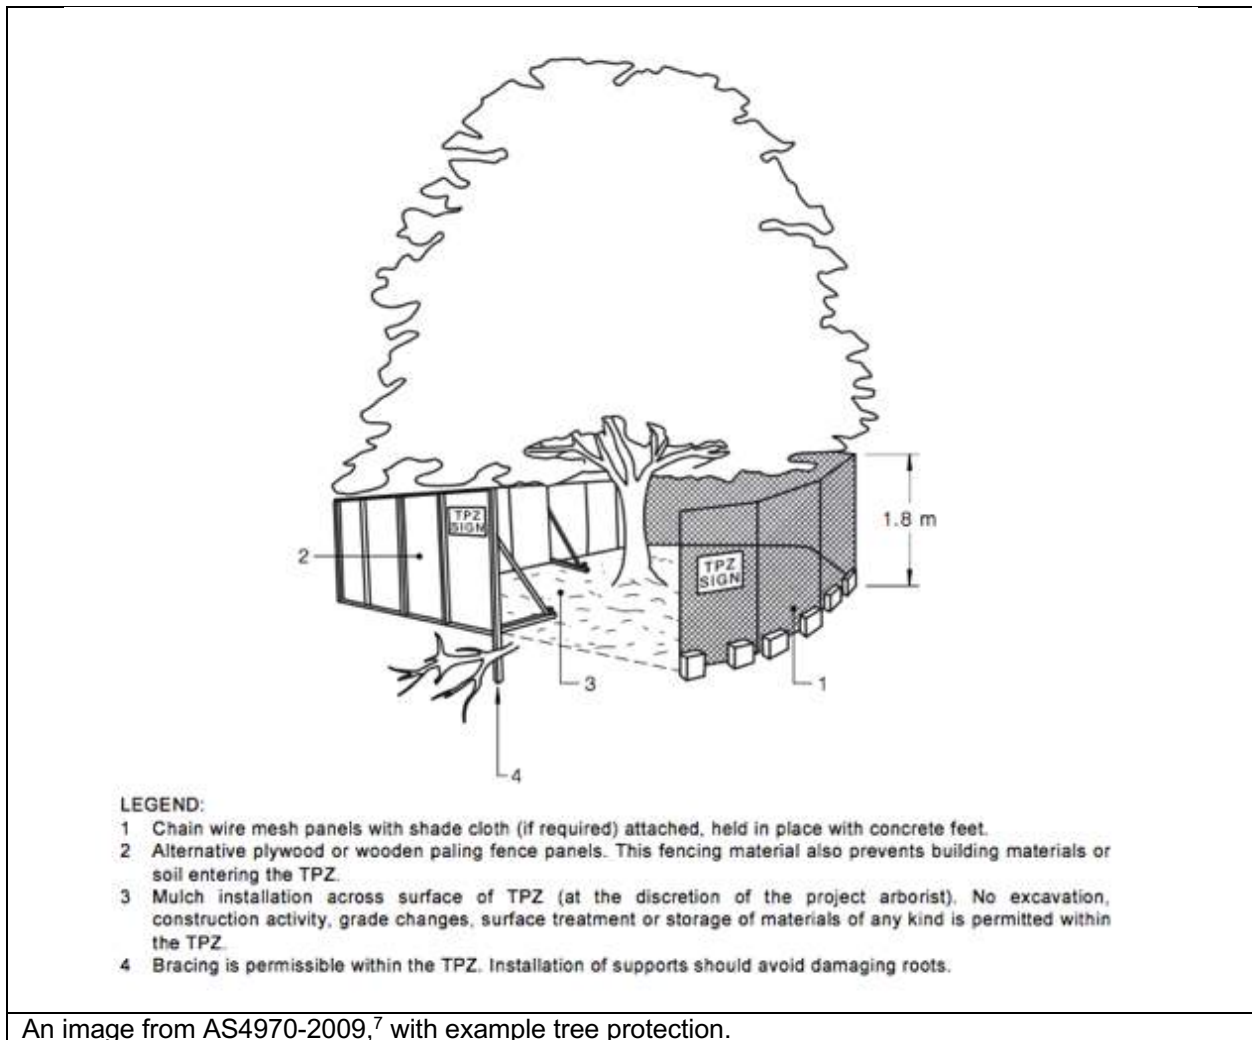 TPZ
SIGN
TPZ
SIGN
1.8 m
2
3
1
4
LEGEND:
1 Chain wire mesh panels with shade cloth (if required) attached, held in place with concrete feet.
2 Alternative plywood or wooden paling fence panels. This fencing material also prevents building materials or
soil entering the TPZ.
3 Mulch installation across surface of TPZ (at the discretion of the project arborist). No excavation,
construction activity, grade changes, surface treatment or storage of materials of any kind is permitted within
the TPZ.
4 Bracing is permissible within the TPZ. Installation of supports should avoid damaging roots.
An image from AS4970-2009,⁷ with example tree protection.